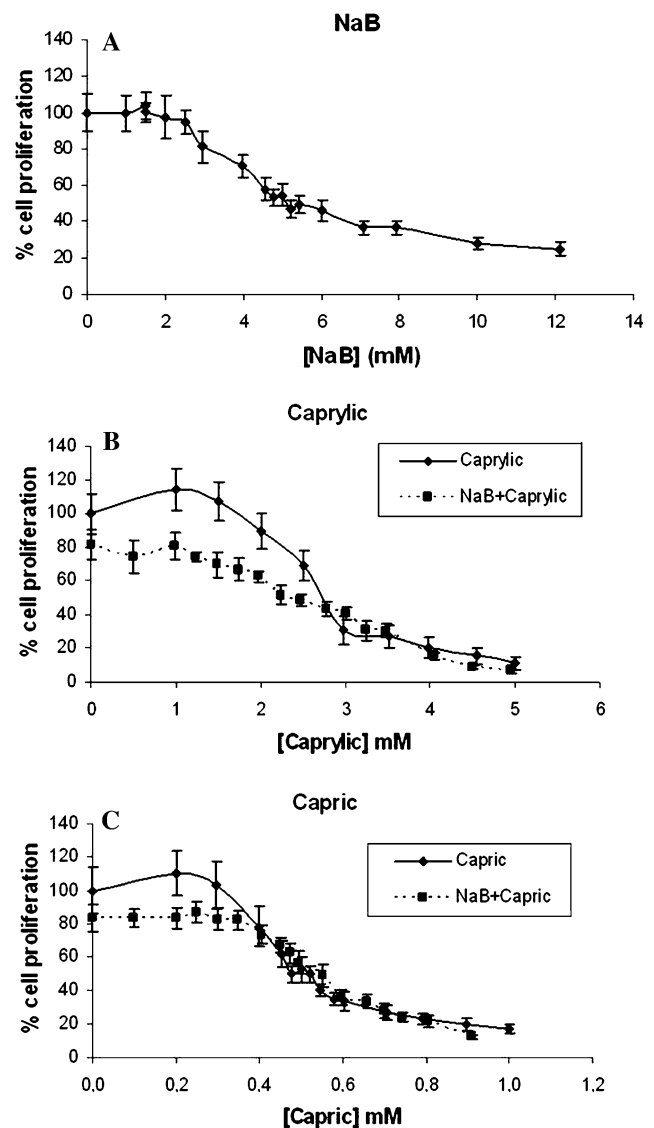 NaB
A
140
120
100
80
60
40
20
0
% cell proliferation
0 2 4 6 8 10 12 14
[NaB] (mM)
Caprylic
B
140
120
100
80
60
40
20
0
% cell proliferation
Caprylic
NaB+Caprylic
0 1 2 3 4 5 6
[Caprylic] mM
Capric
C
140
120
100
80
60
40
20
0
% cell proliferation
Capric
NaB+Capric
0,0 0,2 0,4 0,6 0,8 1,0 1,2
[Capric] mM